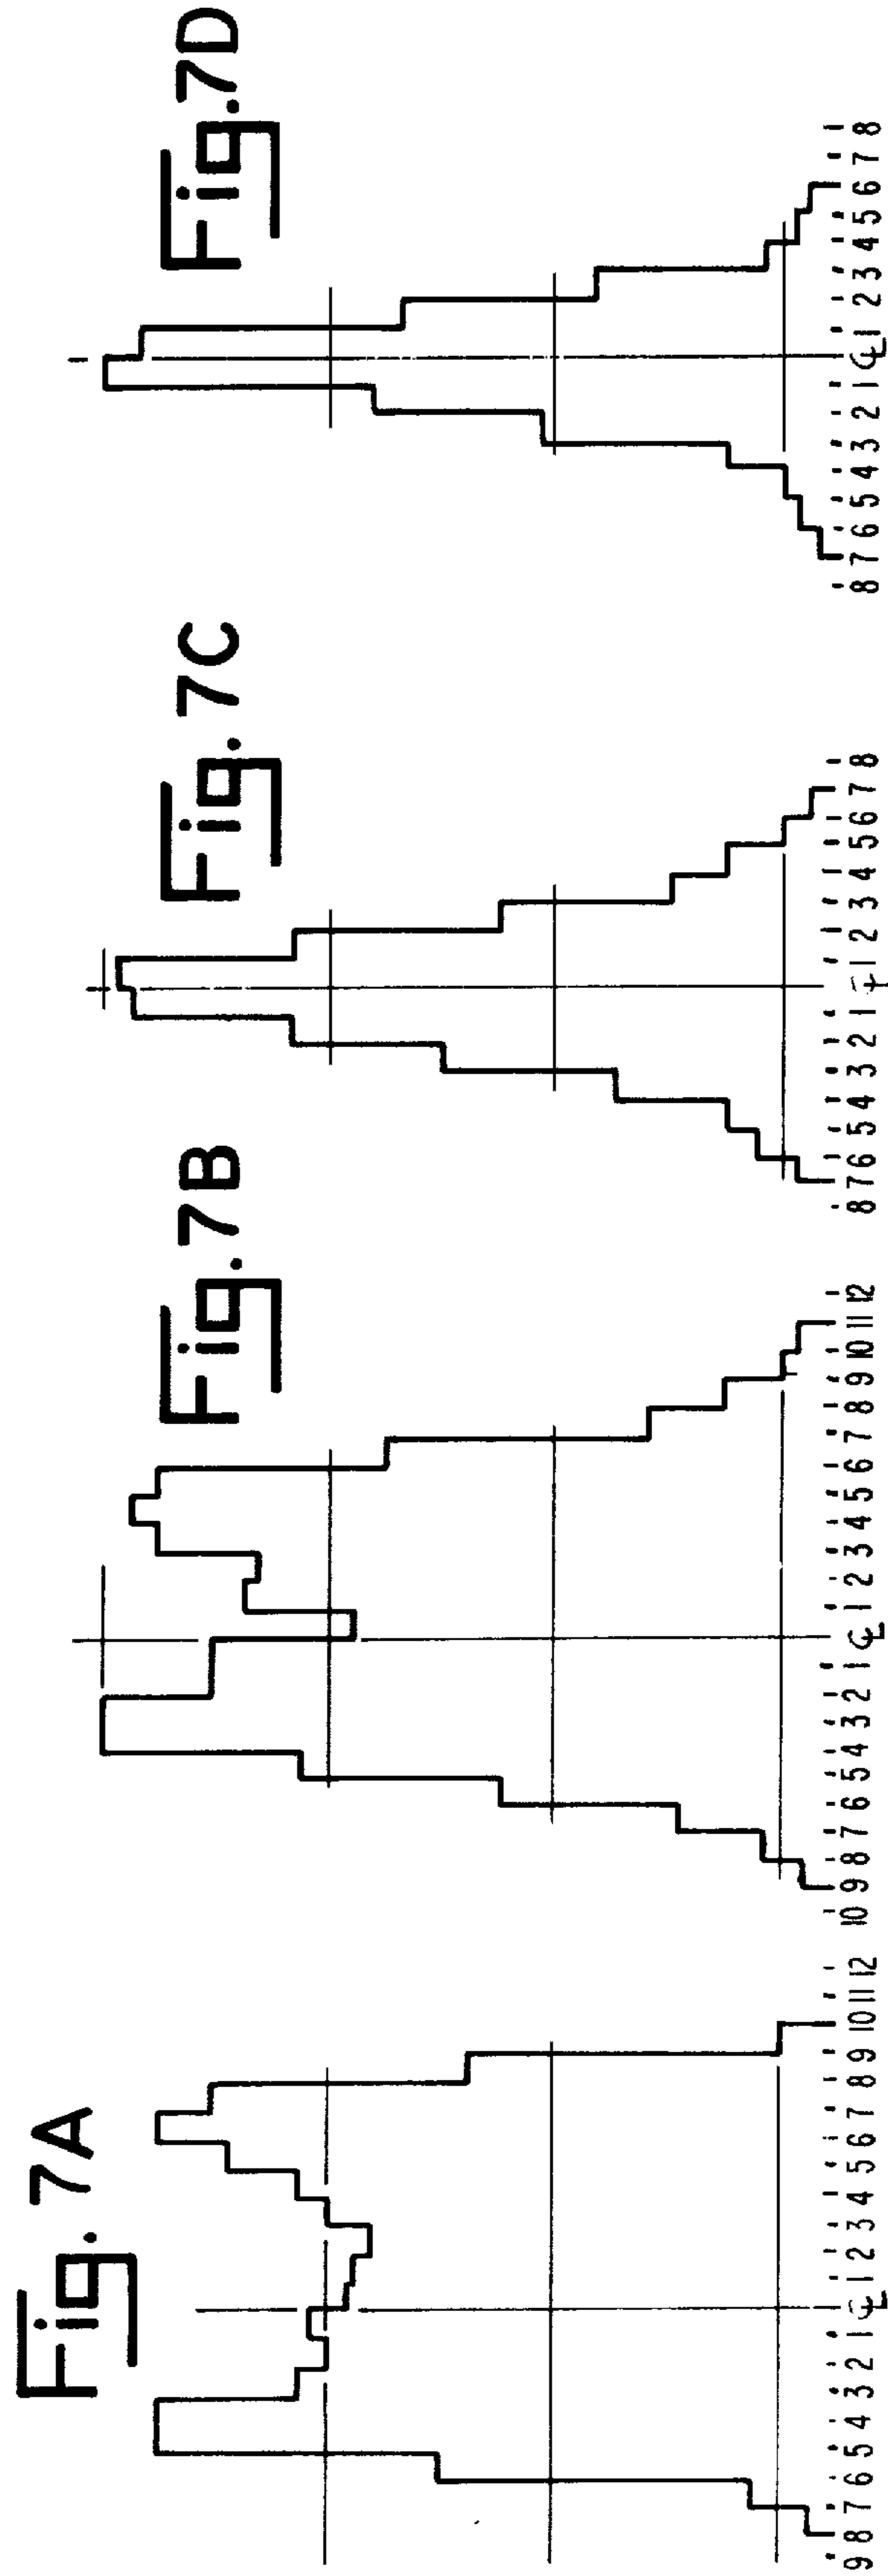 Fig. 7A
9 8 7 6 5 4 3 2 1 ℄ 1 2 3 4 5 6 7 8 9 10 11 12
Fig. 7B
10 9 8 7 6 5 4 3 2 1 ℄ 1 2 3 4 5 6 7 8 9 10 11 12
Fig. 7C
8 7 6 5 4 3 2 1 ℄ 1 2 3 4 5 6 7 8
Fig. 7D
8 7 6 5 4 3 2 1 ℄ 1 2 3 4 5 6 7 8